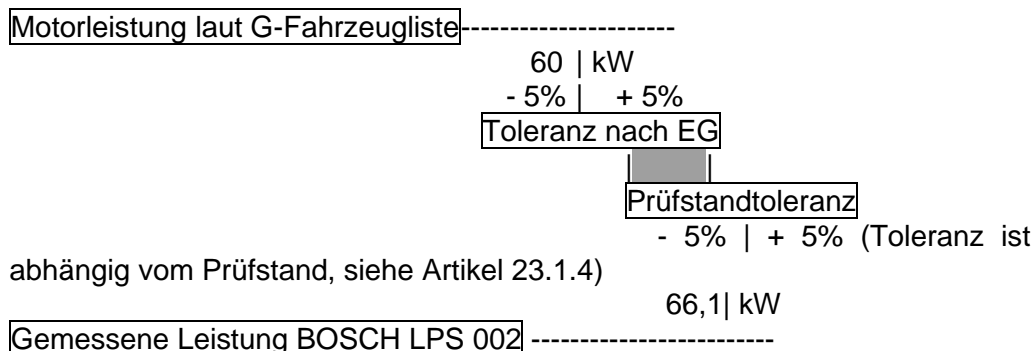 Motorleistung laut G-Fahrzeugliste----------------------
60 | kW
- 5% | + 5%
Toleranz nach EG
| |
Prüfstandtoleranz
- 5% | + 5% (Toleranz ist
abhängig vom Prüfstand, siehe Artikel 23.1.4)
66,1| kW
Gemessene Leistung BOSCH LPS 002 -------------------------